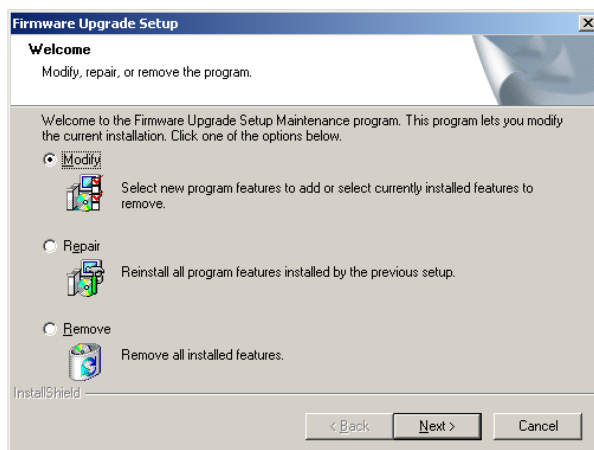 Firmware Upgrade Setup
Welcome
Modify, repair, or remove the program.
Welcome to the Firmware Upgrade Setup Maintenance program. This program lets you modify
the current installation. Click one of the options below.
Modify
Select new program features to add or select currently installed features to
remove.
Repair
Reinstall all program features installed by the previous setup.
Remove
Remove all installed features.
InstallShield
< Back Next > Cancel